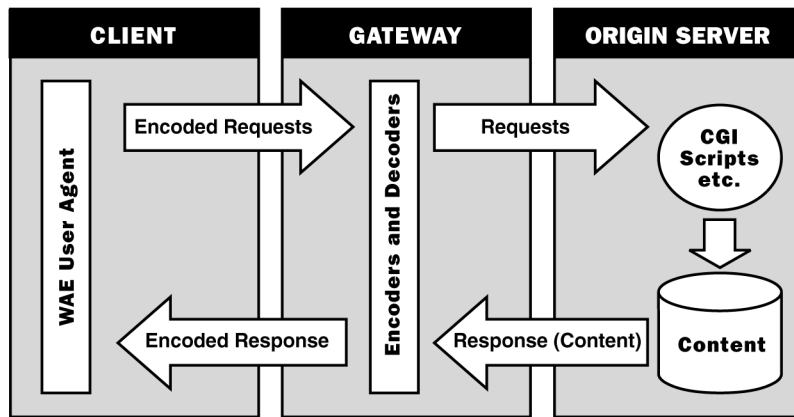 CLIENT
GATEWAY
ORIGIN SERVER
WAE User Agent
Encoded Requests
Encoders and Decoders
Requests
CGI
Scripts
etc.
Encoded Response
Response (Content)
Content